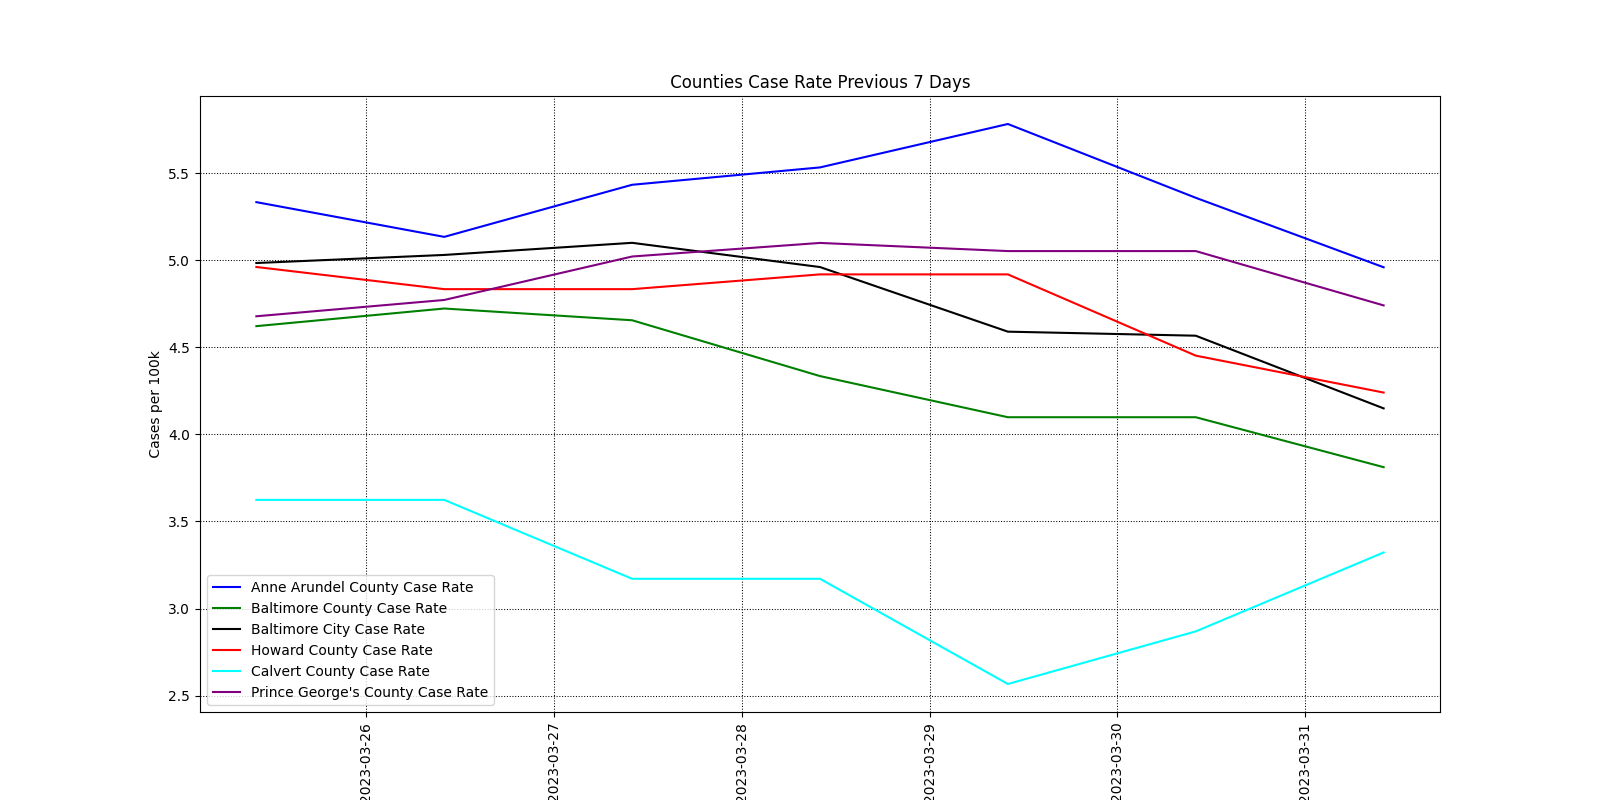 Counties Case Rate Previous 7 Days
Cases per 100k
5.5
5.0
4.5
4.0
3.5
3.0
2.5
Anne Arundel County Case Rate
Baltimore County Case Rate
Baltimore City Case Rate
Howard County Case Rate
Calvert County Case Rate
Prince George's County Case Rate
2023-03-26
2023-03-27
2023-03-28
2023-03-29
2023-03-30
2023-03-31